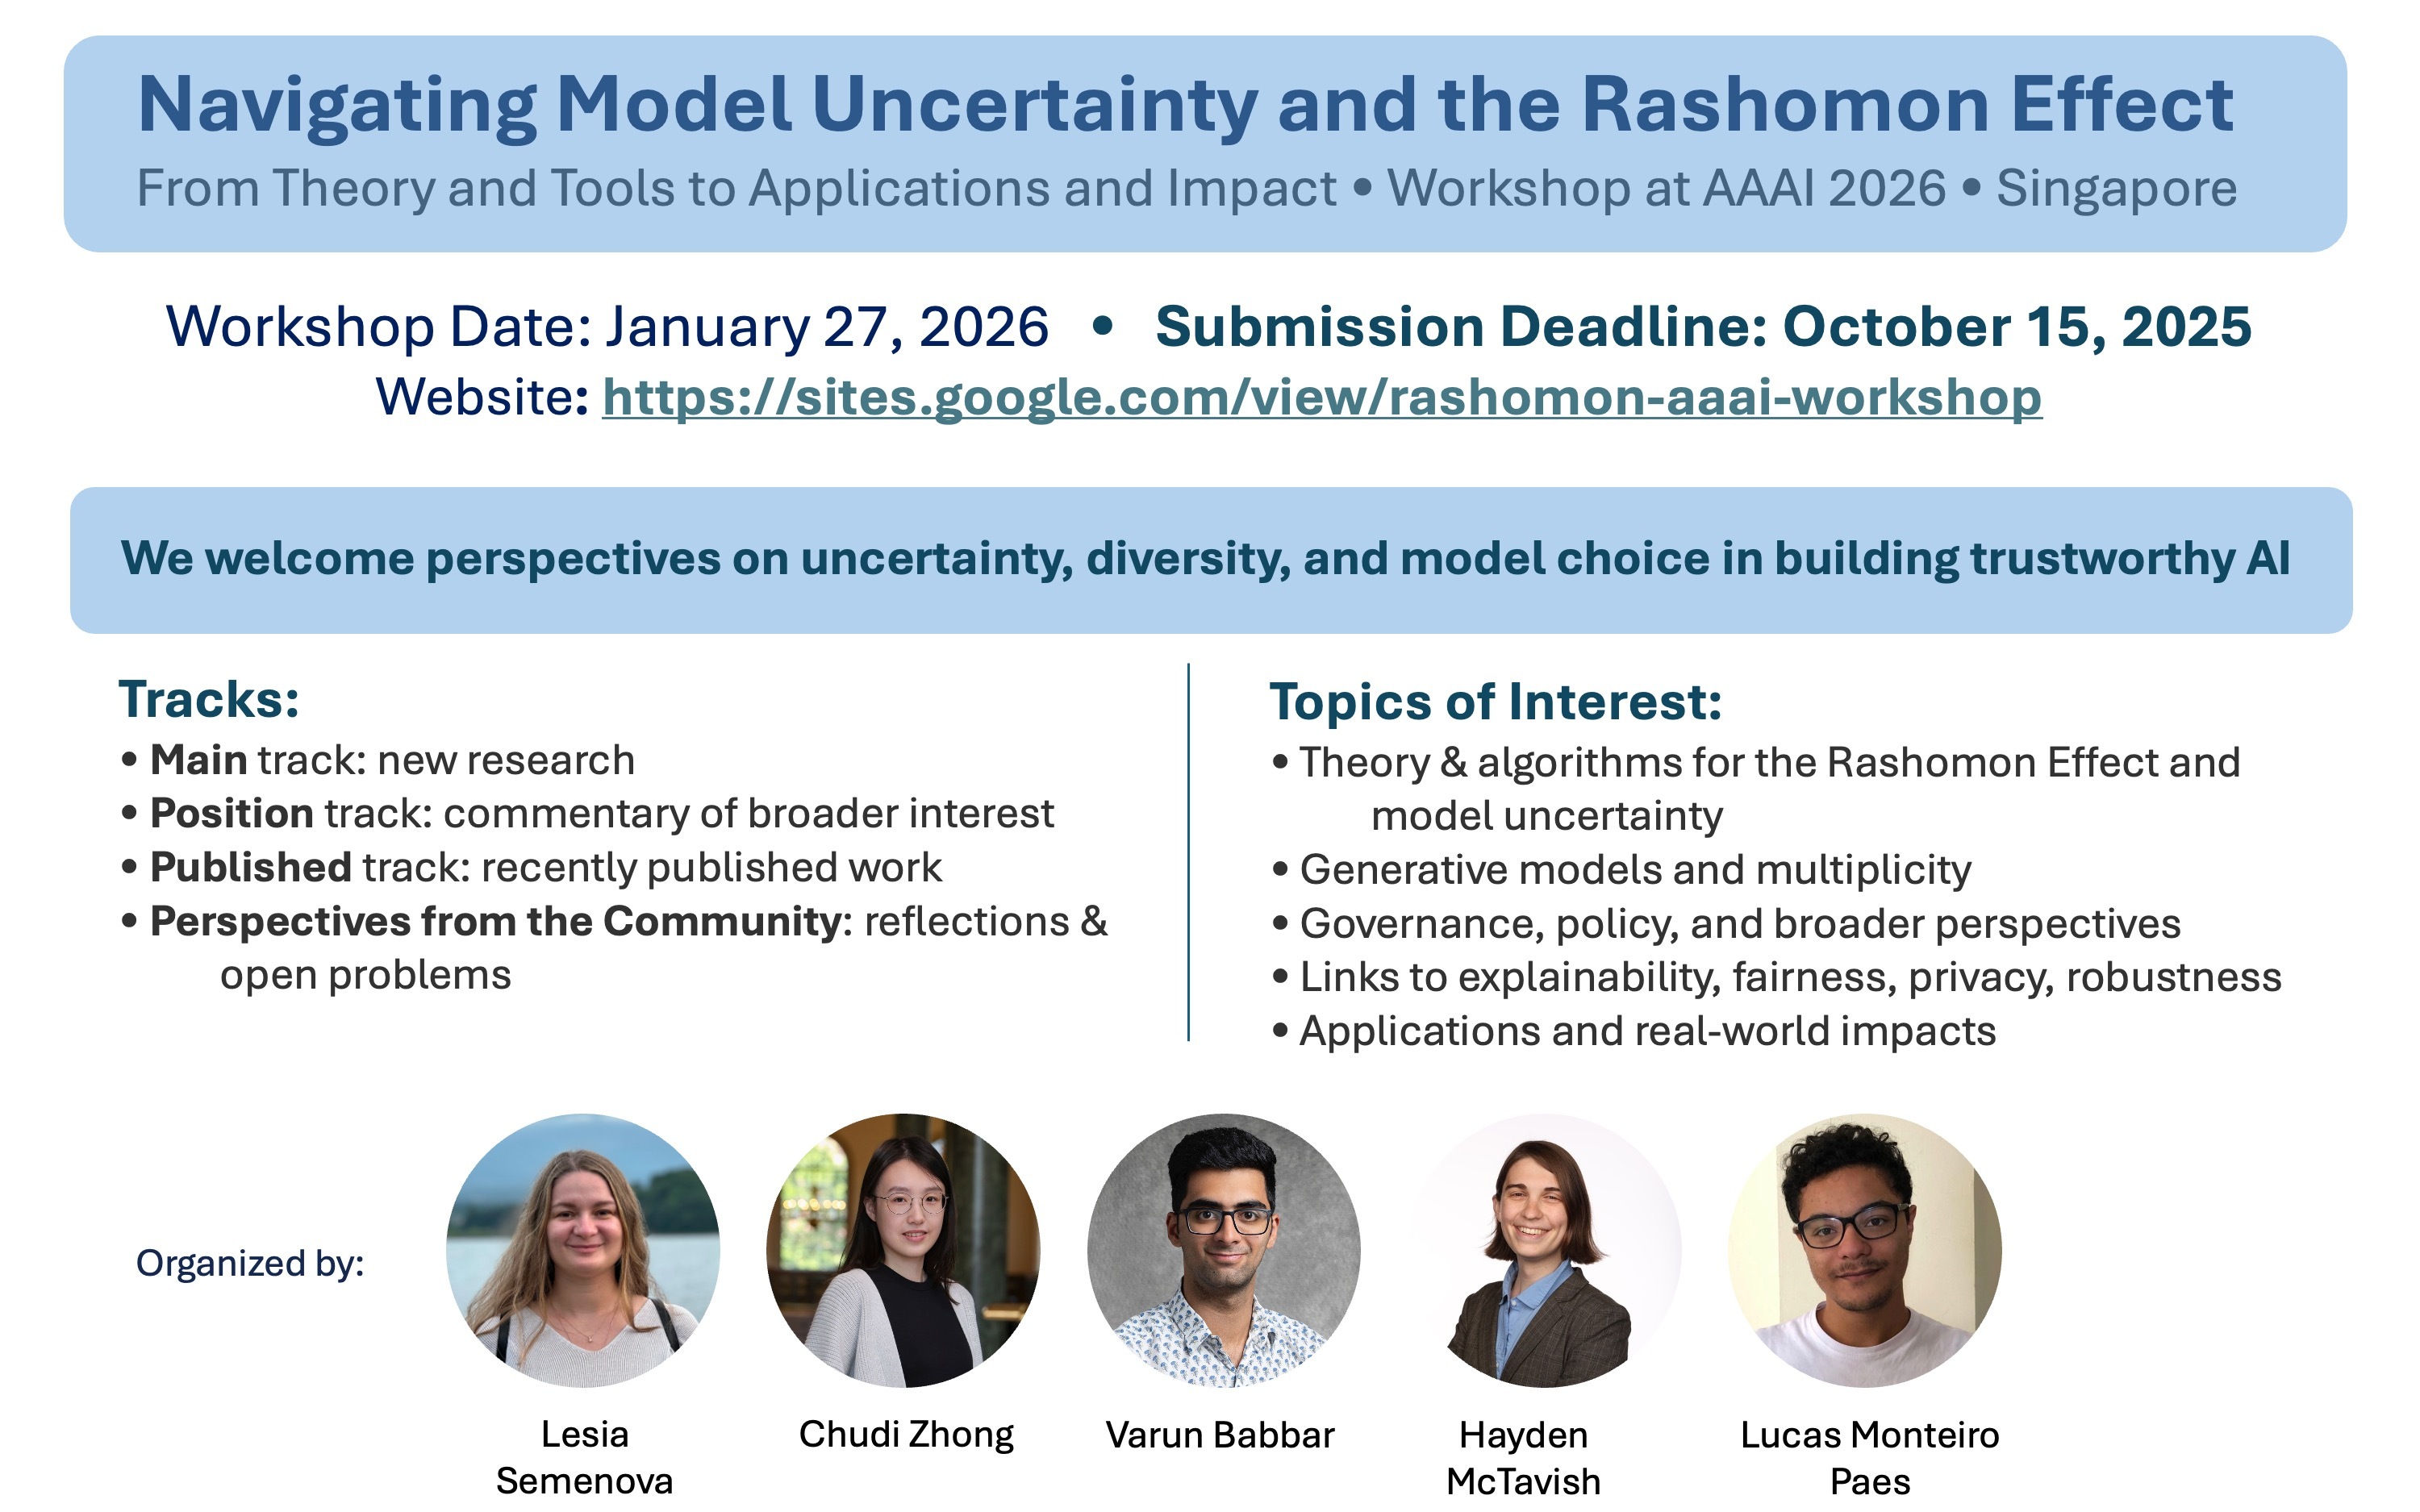 Navigating Model Uncertainty and the Rashomon Effect
From Theory and Tools to Applications and Impact • Workshop at AAAI 2026 • Singapore
Workshop Date: January 27, 2026 • Submission Deadline: October 15, 2025
Website: https://sites.google.com/view/rashomon-aaai-workshop
We welcome perspectives on uncertainty, diversity, and model choice in building trustworthy AI
Tracks:
• Main track: new research
• Position track: commentary of broader interest
• Published track: recently published work
• Perspectives from the Community: reflections &
open problems
Topics of Interest:
• Theory & algorithms for the Rashomon Effect and
model uncertainty
• Generative models and multiplicity
• Governance, policy, and broader perspectives
• Links to explainability, fairness, privacy, robustness
• Applications and real-world impacts
Organized by:
Lesia
Semenova
Chudi Zhong
Varun Babbar
Hayden
McTavish
Lucas Monteiro
Paes